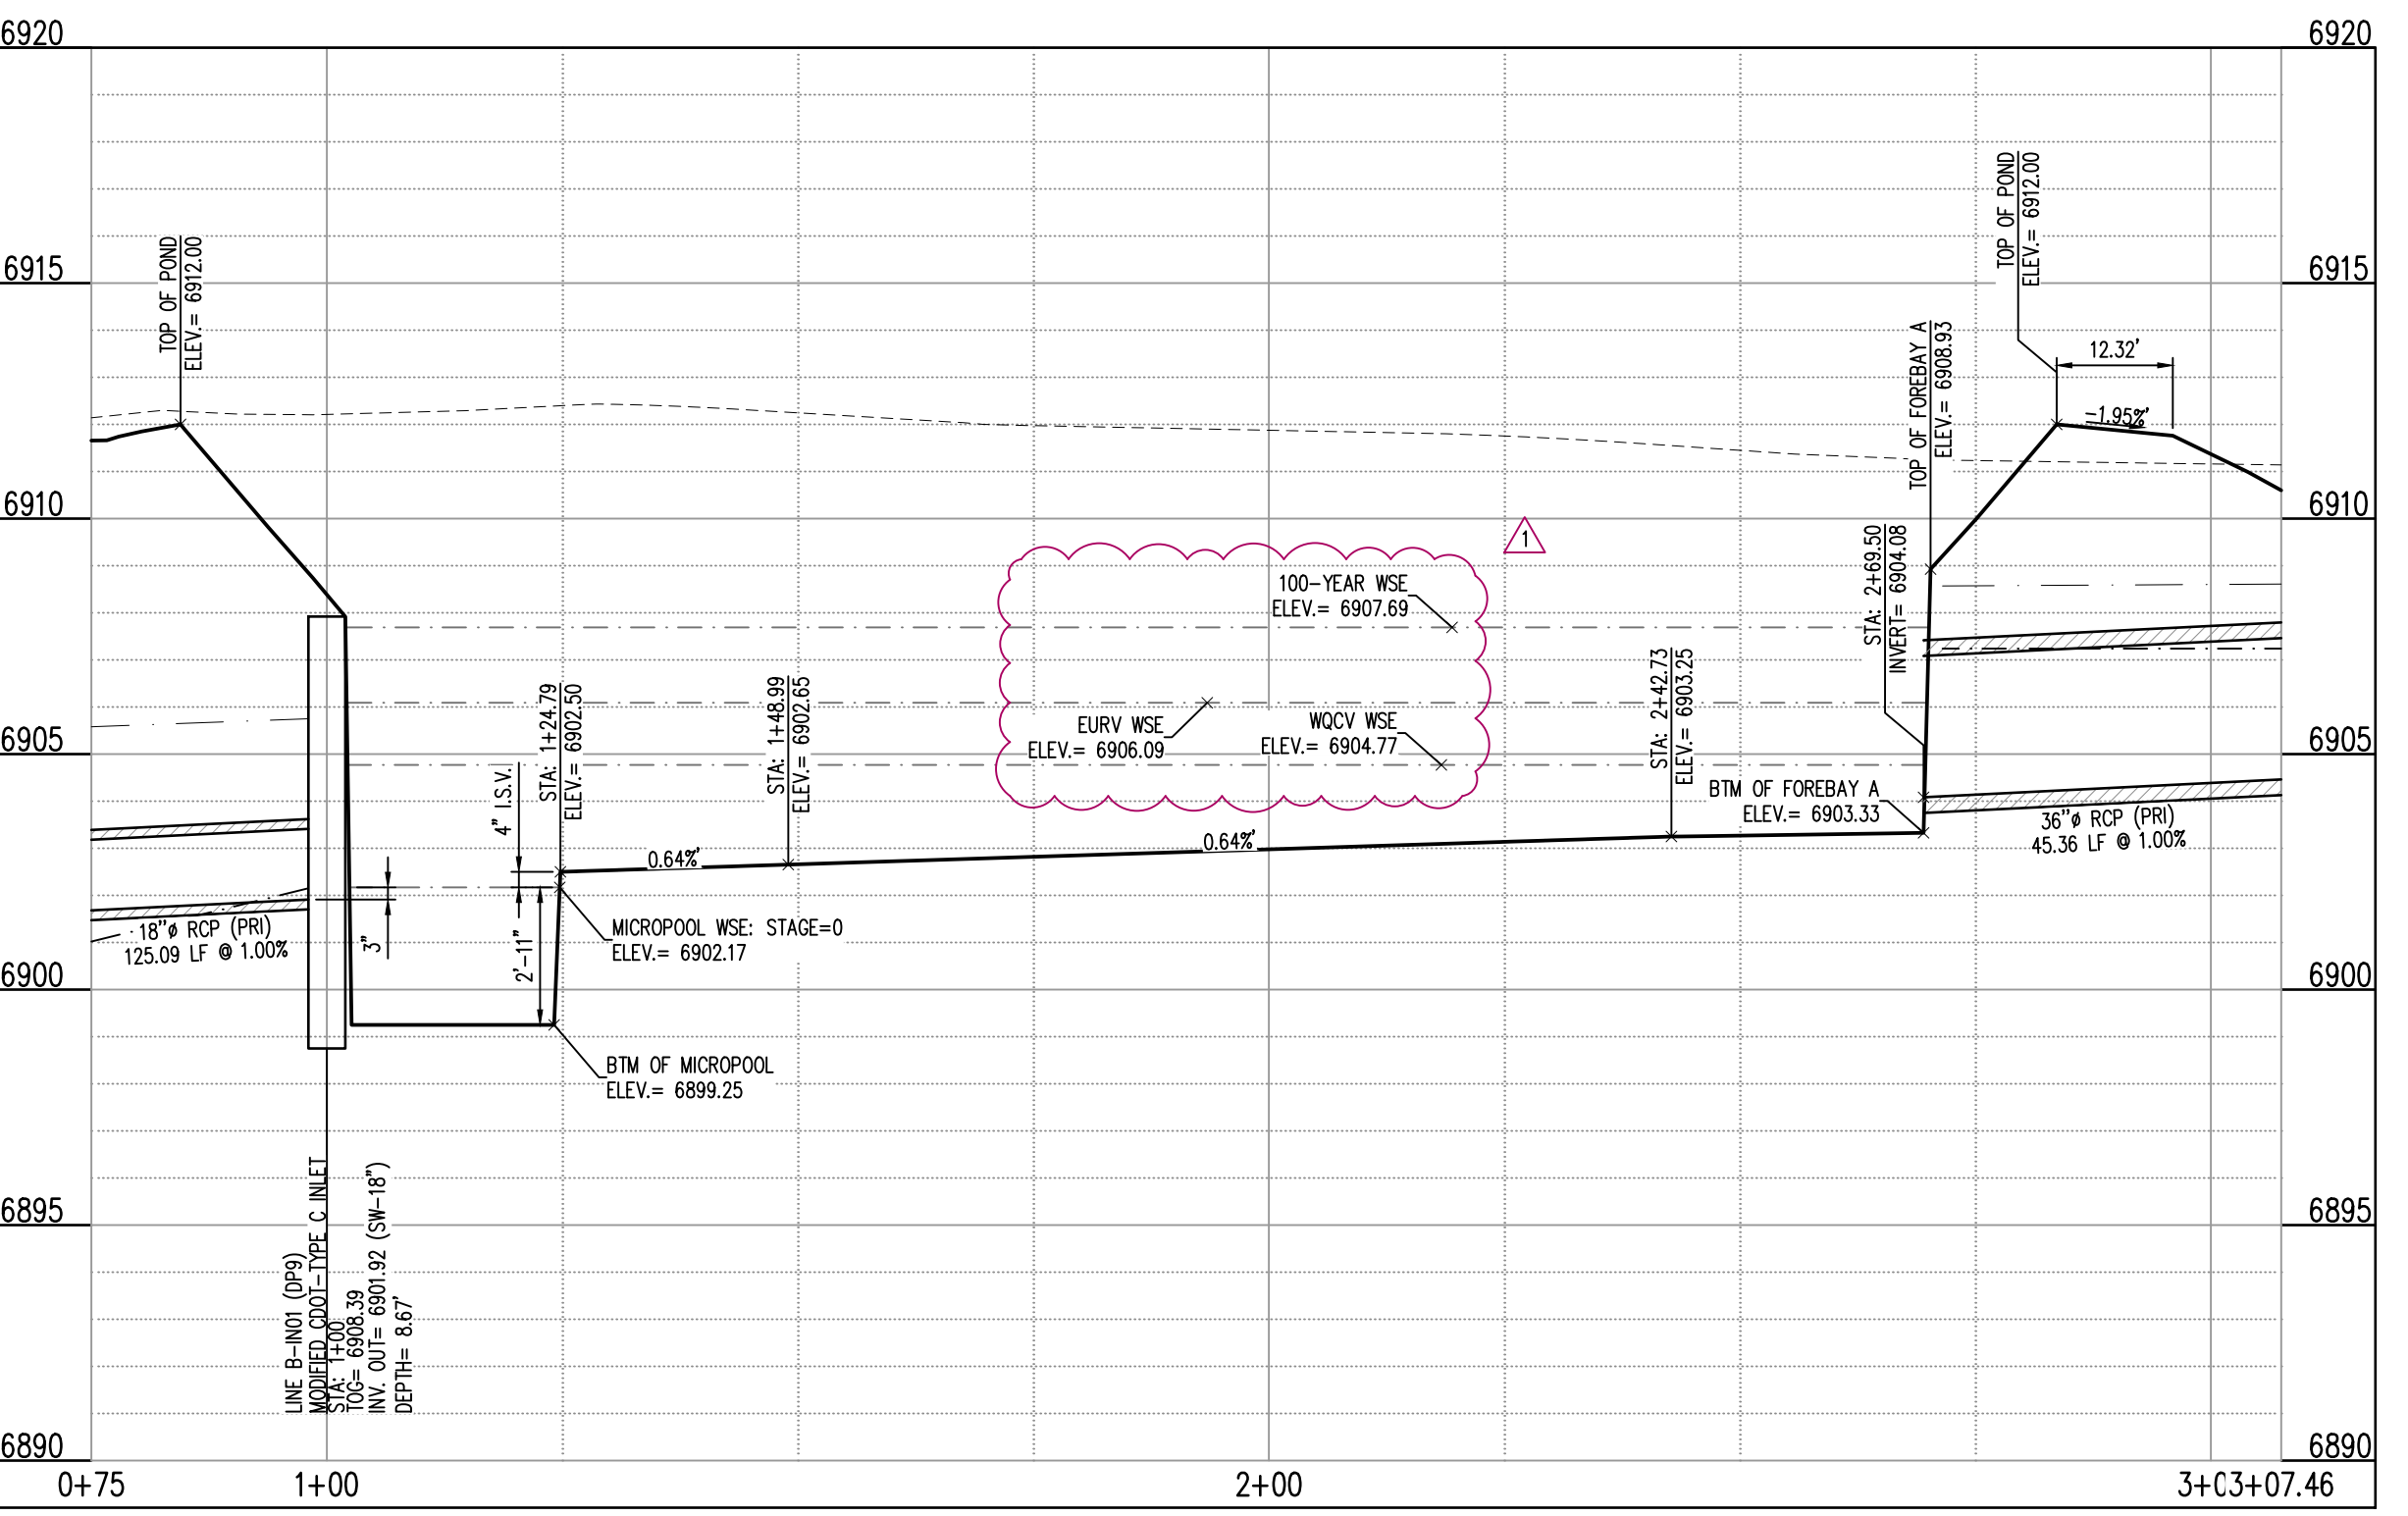 6920
6920
6915
6915
6910
6910
6905
6905
6900
6900
6895
6895
6890
6890
TOP OF POND
ELEV.= 6912.00
TOP OF POND
ELEV.= 6912.00
12.32'
-1.95%'
TOP OF FOREBAY A
ELEV.= 6908.93
STA: 2+69.50
INVERT= 6904.08
1
100-YEAR WSE
ELEV.= 6907.69
EURV WSE
ELEV.= 6906.09
WQCV WSE
ELEV.= 6904.77
STA: 1+24.79
ELEV.= 6902.50
STA: 1+48.99
ELEV.= 6902.65
STA: 2+42.73
ELEV.= 6903.25
BTM OF FOREBAY A
ELEV.= 6903.33
36"ø RCP (PRI)
45.36 LF @ 1.00%
4" I.S.V.
0.64%'
0.64%'
18"ø RCP (PRI)
125.09 LF @ 1.00%
3"
2'-11"
MICROPOOL WSE: STAGE=0
ELEV.= 6902.17
BTM OF MICROPOOL
ELEV.= 6899.25
LINE B-IN01 (DP9)
MODIFIED CDOT-TYPE C INLET
STA: 1+00
TOG= 6908.39
INV. OUT= 6901.92 (SW-18")
DEPTH= 8.67'
0+75
1+00
2+00
3+0
3+07.46